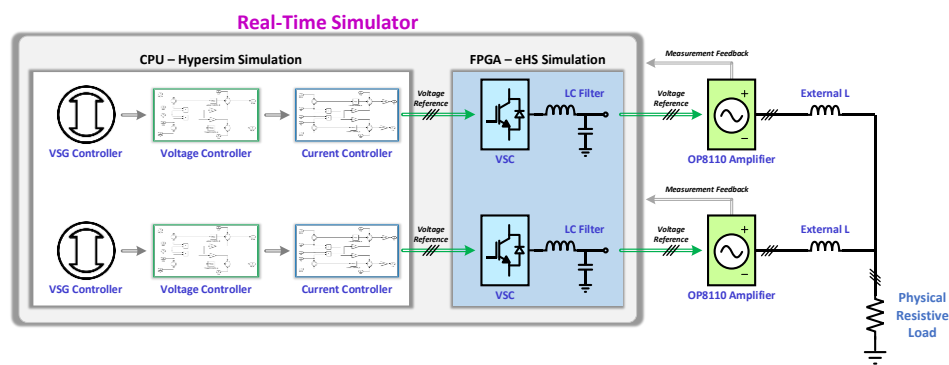 Real-Time Simulator
CPU – Hypersim Simulation
FPGA – eHS Simulation
Measurement Feedback
Voltage
Reference
LC Filter
Voltage
Reference
External L
VSG Controller
Voltage Controller
Current Controller
VSC
OP8110 Amplifier
Measurement Feedback
Voltage
Reference
LC Filter
Voltage
Reference
External L
VSG Controller
Voltage Controller
Current Controller
VSC
OP8110 Amplifier
Physical
Resistive
Load